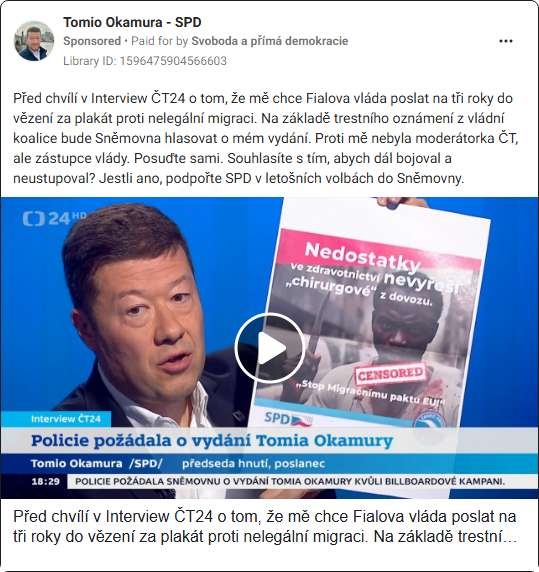 Tomio Okamura - SPD
Sponsored • Paid for by Svoboda a přímá demokracie
Library ID: 1596475904566603
Před chvílí v Interview ČT24 o tom, že mě chce Fialova vláda poslat na tři roky do
vězení za plakát proti nelegální migraci. Na základě trestního oznámení z vládní
koalice bude Sněmovna hlasovat o mém vydání. Proti mě nebyla moderátorka ČT,
ale zástupce vlády. Posuďte sami. Souhlasíte s tím, abych dál bojoval a
neustupoval? Jestli ano, podpořte SPD v letošních volbách do Sněmovny.
24 HD
Nedostatky
ve zdravotnictví nevyřeší
„chirurgové“ z dovozu.
CENSORED
„Stop Migračnímu paktu EU!“
SPD
Interview ČT24
Policie požádala o vydání Tomia Okamury
Tomio Okamura /SPD/ předseda hnutí, poslanec
18:29 POLICIE POŽÁDALA SNĚMOVNU O VYDÁNÍ TOMIA OKAMURY KVŮLI BILLBOARDOVÉ KAMPANI.
Před chvílí v Interview ČT24 o tom, že mě chce Fialova vláda poslat na
tři roky do vězení za plakát proti nelegální migraci. Na základě trestní…